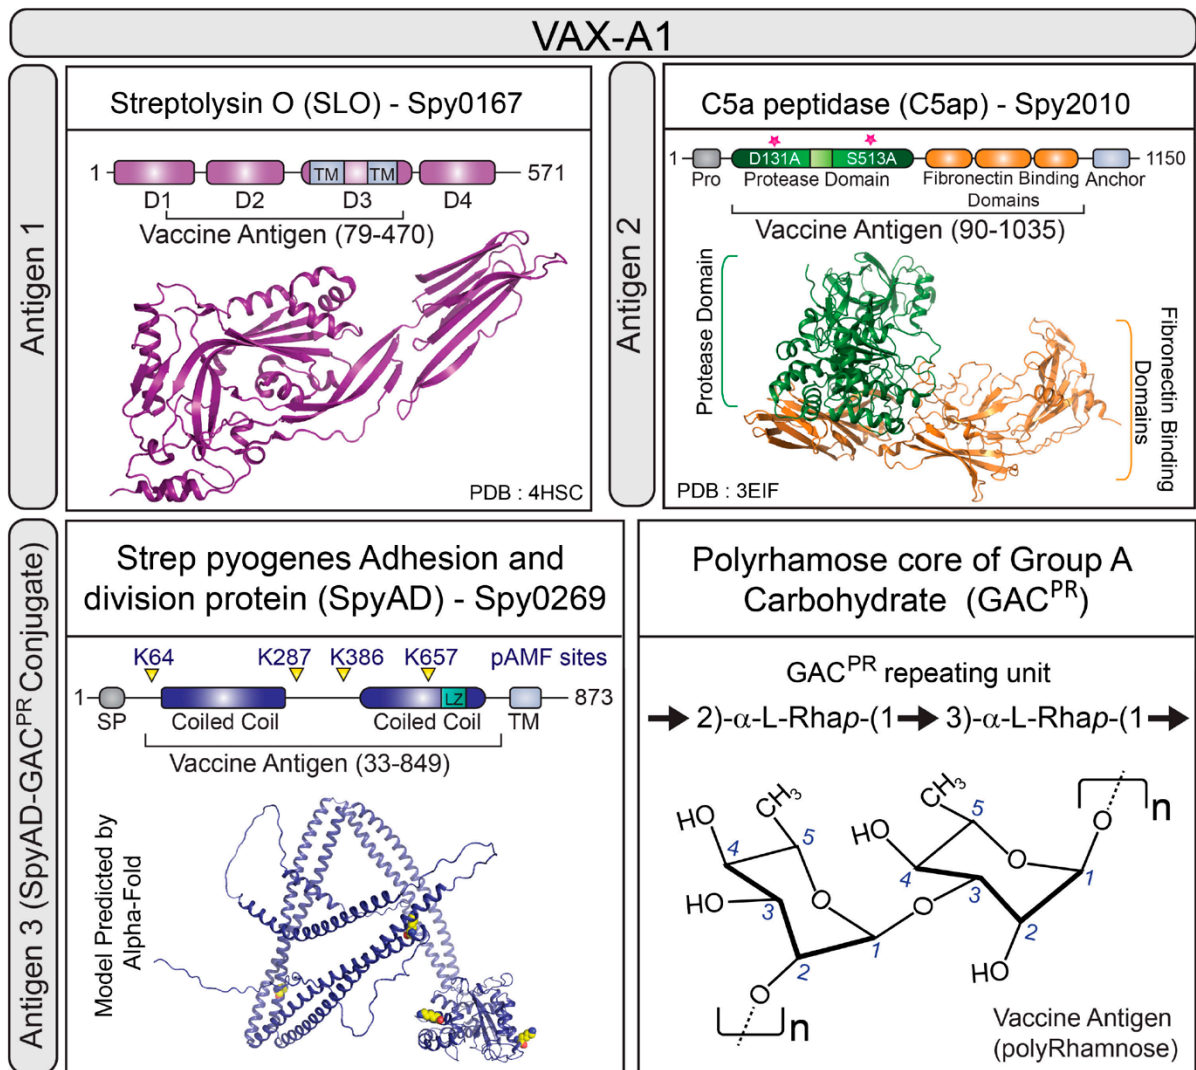 VAX-A1
Antigen 1
Streptolysin O (SLO) - Spy0167
1
TM
TM
571
D1
D2
D3
D4
Vaccine Antigen (79-470)
PDB : 4HSC
Antigen 2
C5a peptidase (C5ap) - Spy2010
1
D131A
S513A
1150
Pro
Protease Domain
Fibronectin Binding
Domains
Anchor
Vaccine Antigen (90-1035)
Protease Domain
Fibronectin Binding
Domains
PDB : 3EIF
Antigen 3 (SpyAD-GACPR Conjugate)
Strep pyogenes Adhesion and
division protein (SpyAD) - Spy0269
K64
K287
K386
K657
pAMF sites
1
LZ
873
SP
Coiled Coil
Coiled Coil
TM
Vaccine Antigen (33-849)
Model Predicted by
Alpha-Fold
Polyrhamose core of Group A
Carbohydrate (GACPR)
GACPR repeating unit
2)-α-L-Rhap-(1 3)-α-L-Rhap-(1
CH3
HO
4
5
HO
3
O
2
1
O
n
O
CH3
HO
5
4
O
3
1
2
HO
O
n
Vaccine Antigen
(polyRhamnose)